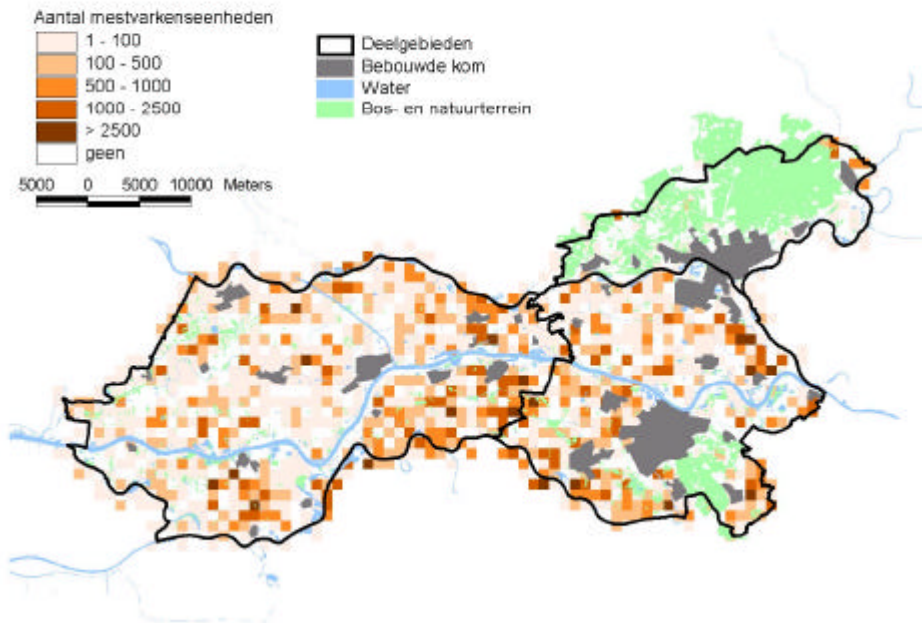 Aantal mestvarkenseenheden
1 - 100
100 - 500
500 - 1000
1000 - 2500
> 2500
geen
5000 0 5000 10000 Meters
Deelgebieden
Bebouwde kom
Water
Bos- en natuurterrein